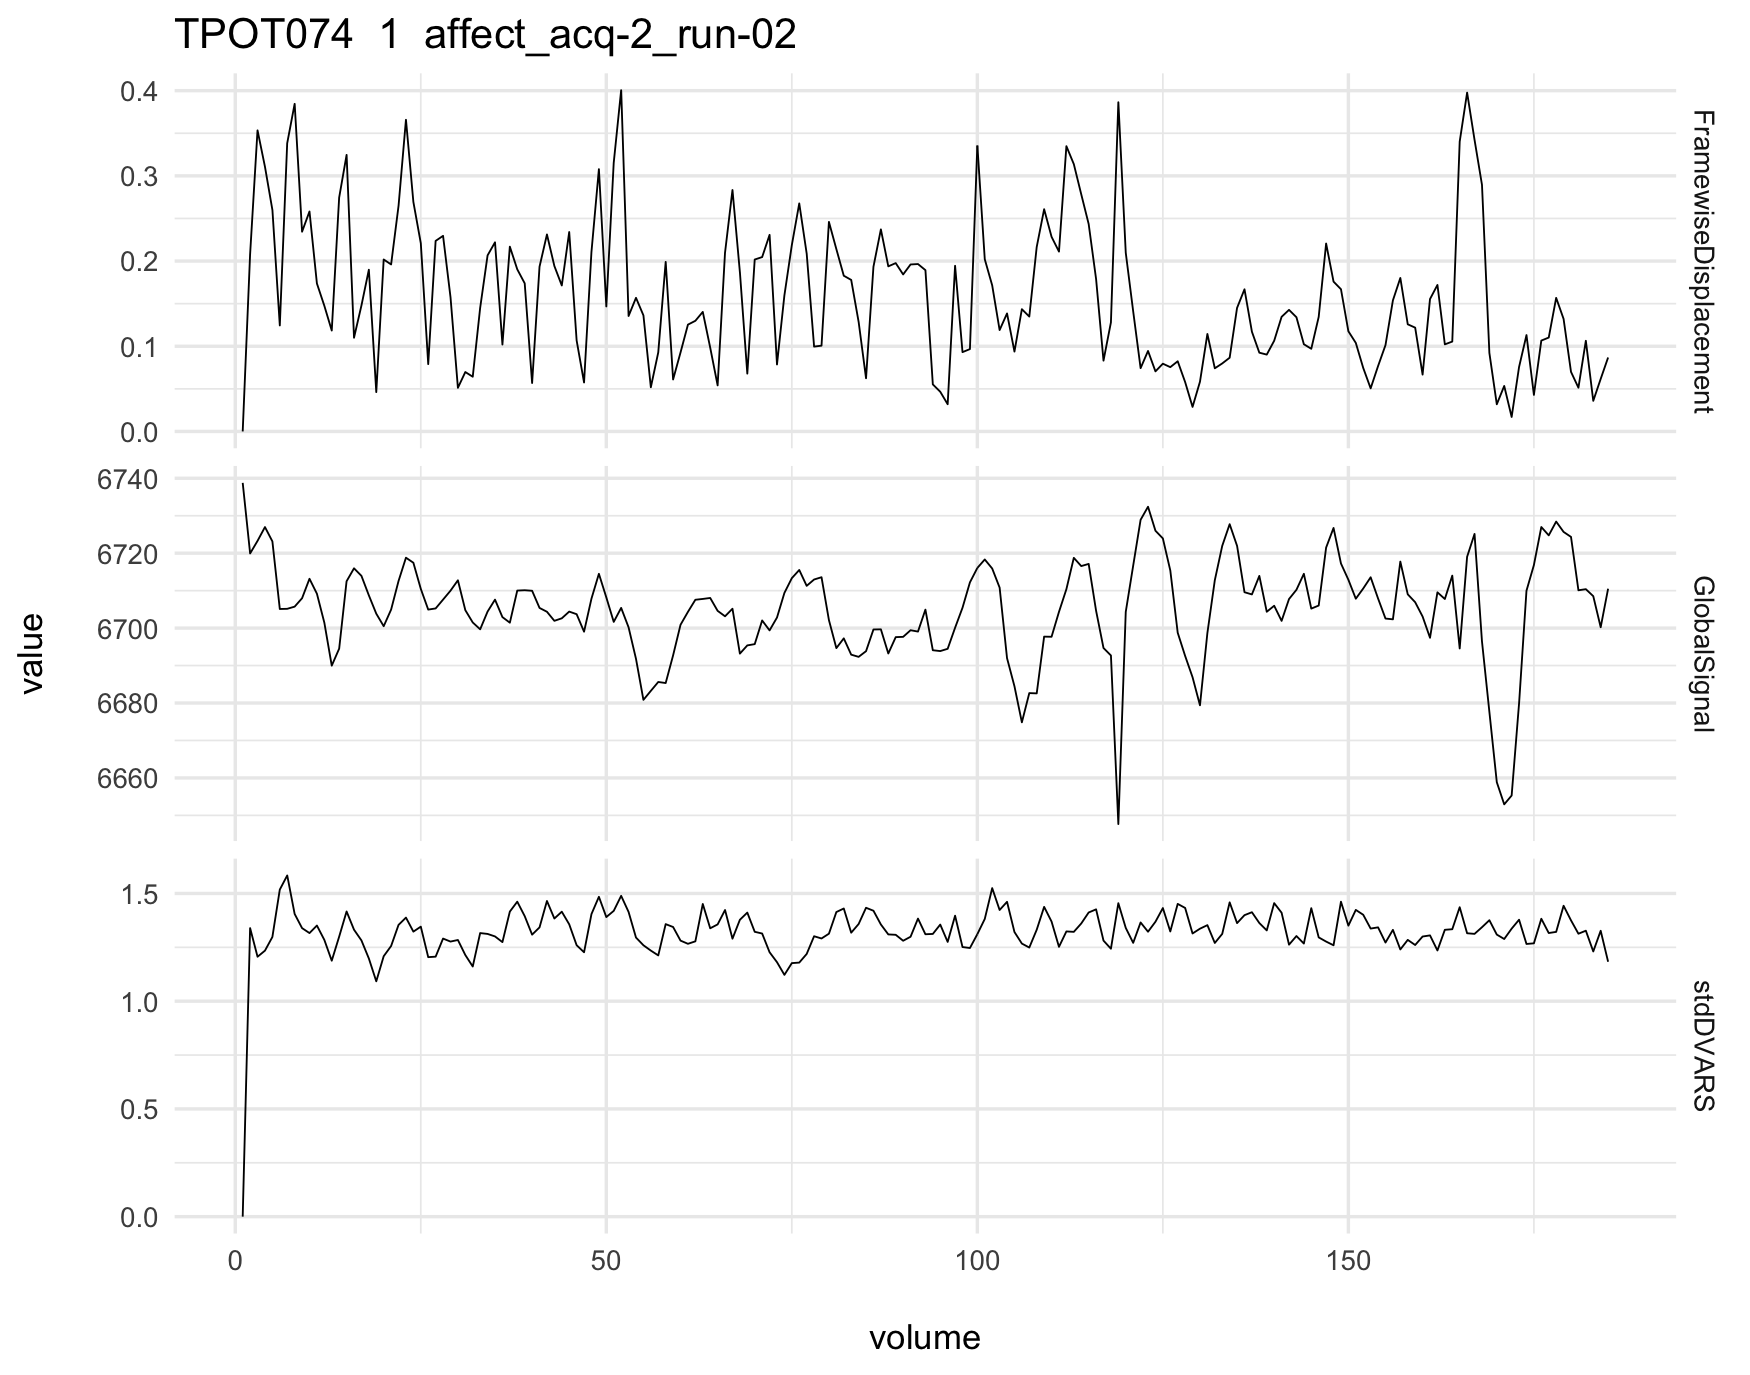 TPOT074 1 affect_acq-2_run-02
0.4
0.3
0.2
0.1
0.0
FramewiseDisplacement
6740
6720
6700
6680
6660
GlobalSignal
value
1.5
1.0
0.5
0.0
stdDVARS
0 50 100 150
volume